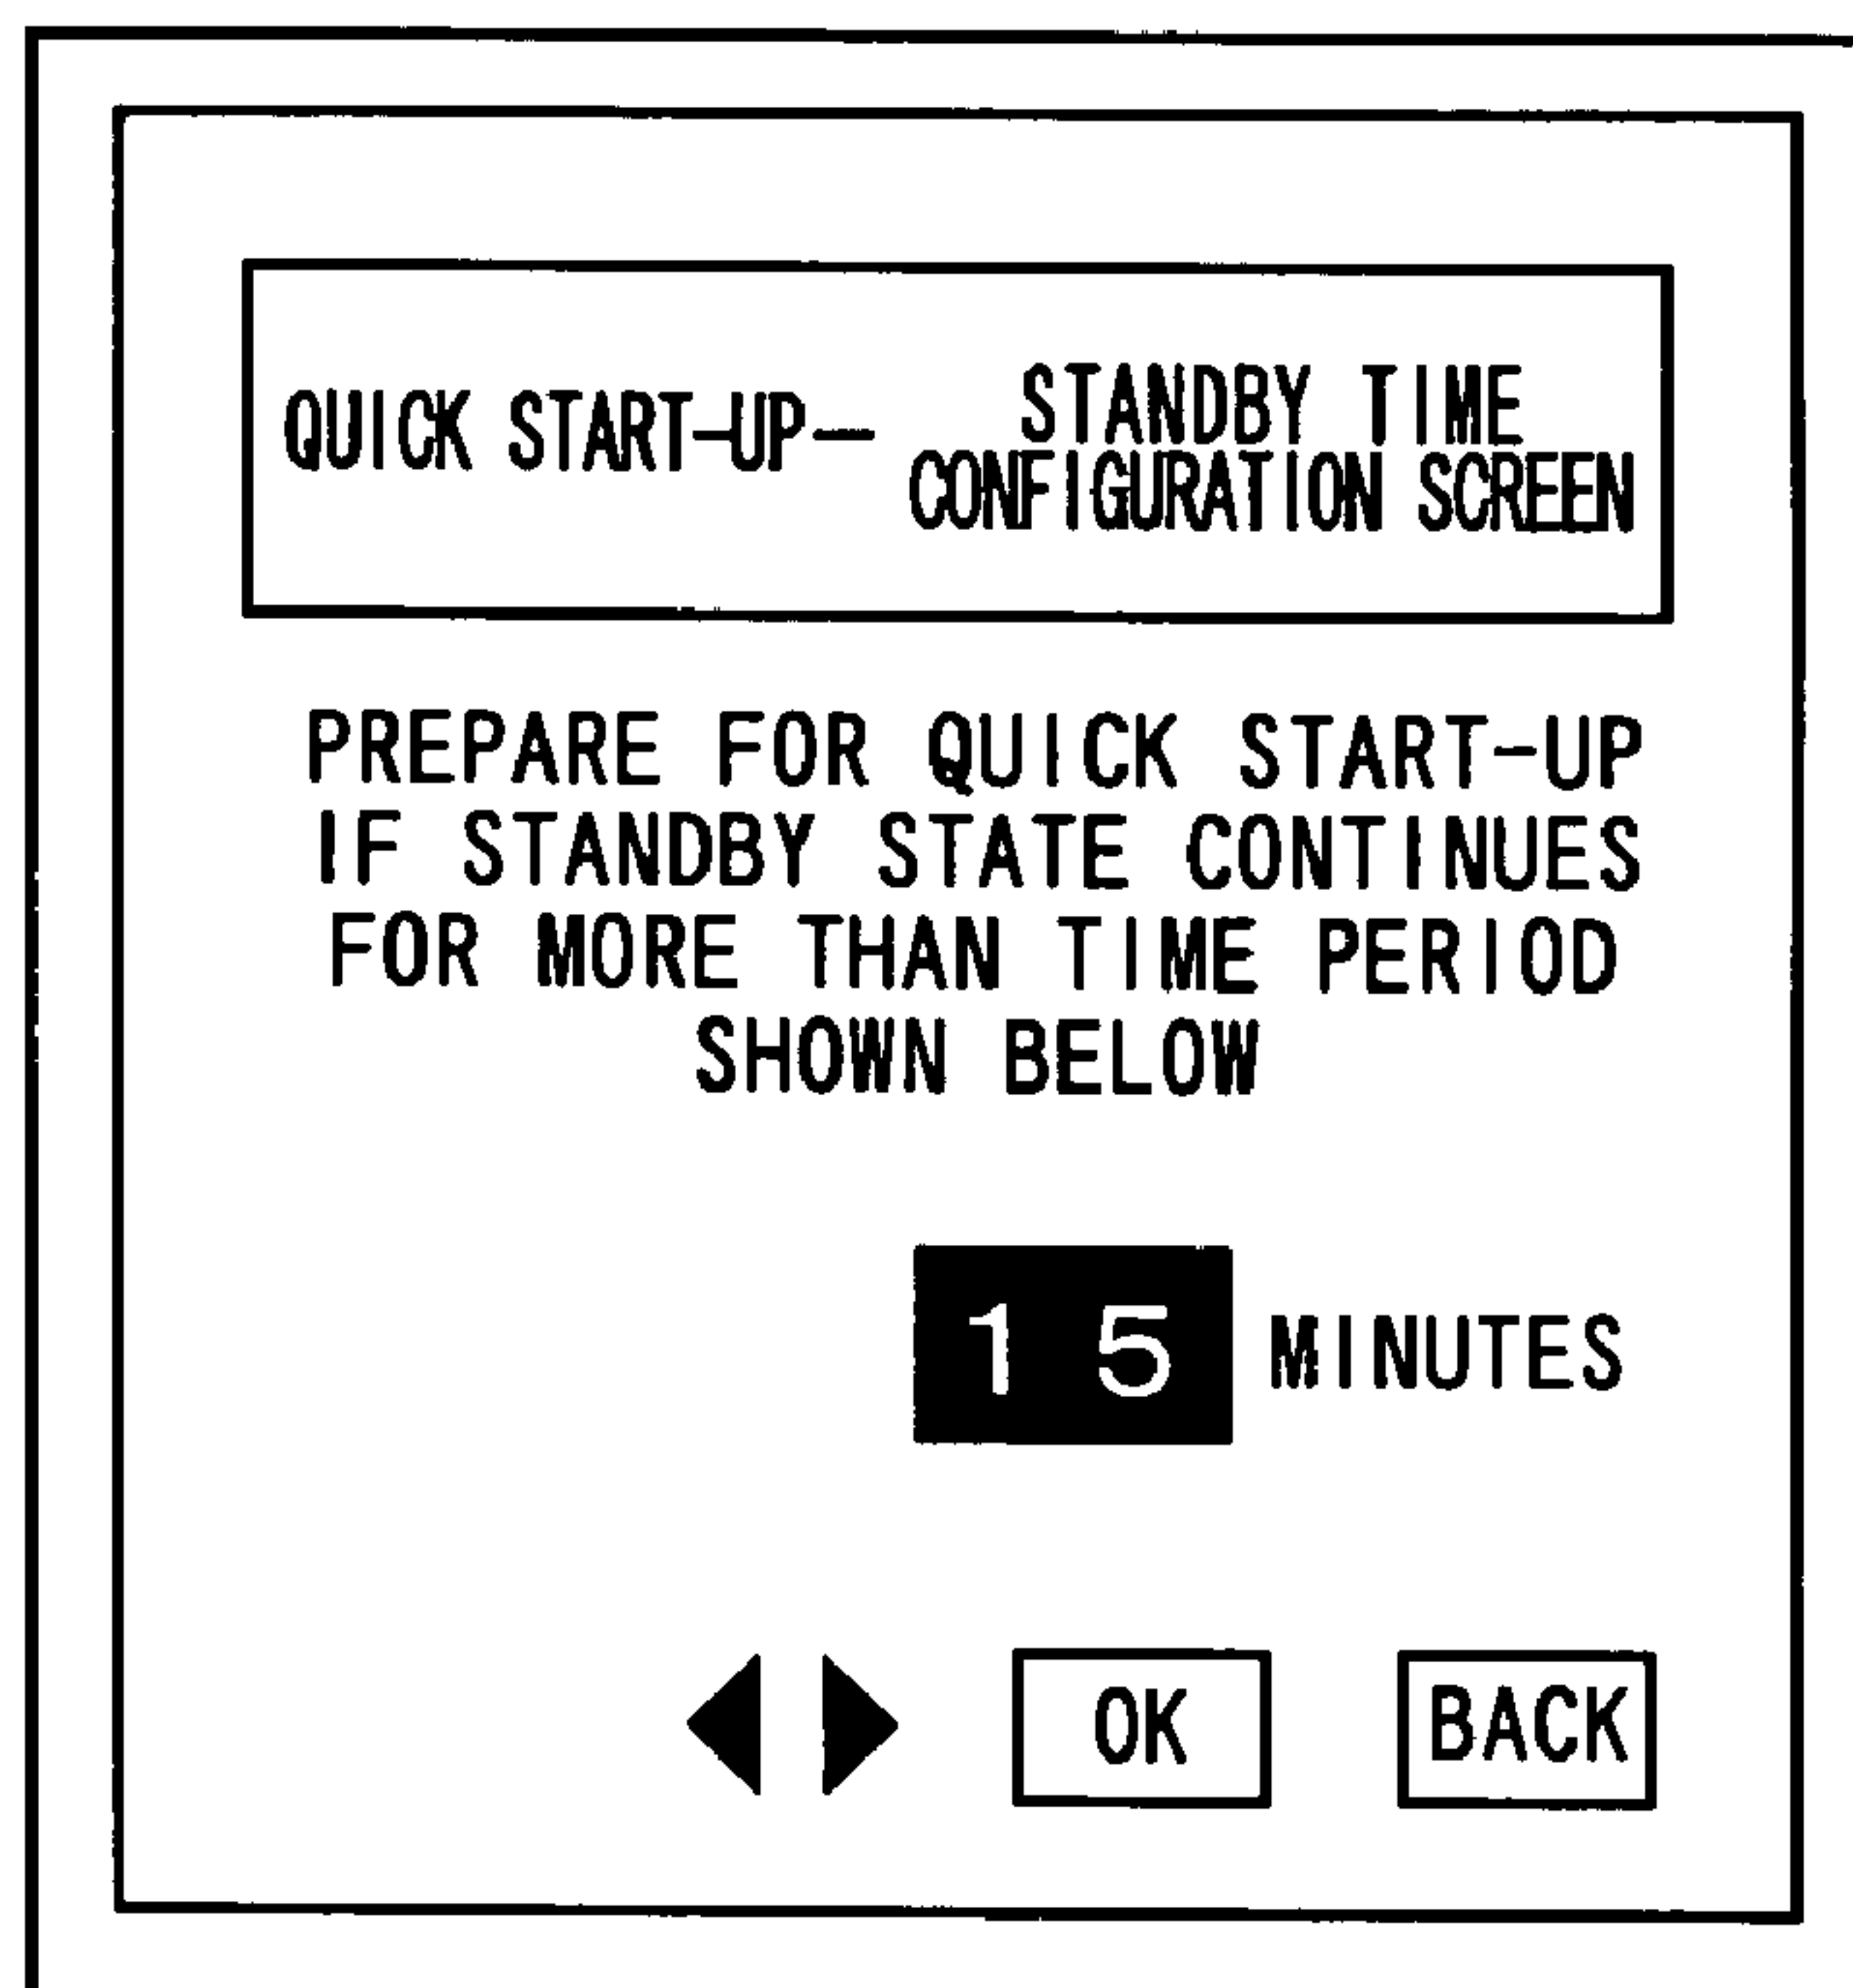 QUICK START-UP-
STANDBY TIME
CONFIGURATION SCREEN
PREPARE FOR QUICK START-UP
IF STANDBY STATE CONTINUES
FOR MORE THAN TIME PERIOD
SHOWN BELOW
15 MINUTES
OK BACK